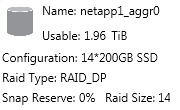 Name: netapp1_aggr0
Usable: 1.96 TiB
Configuration: 14*200GB SSD
Raid Type: RAID_DP
Snap Reserve: 0% Raid Size: 14